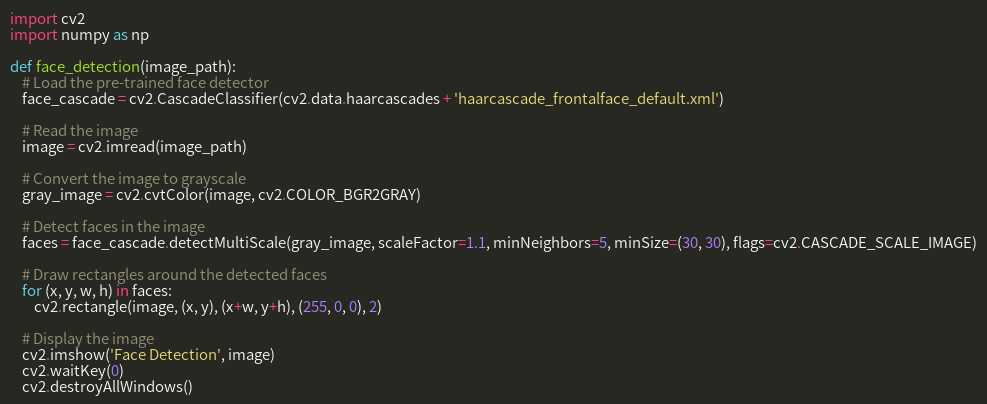 import cv2
import numpy as np

def face_detection(image_path):
    # Load the pre-trained face detector
    face_cascade = cv2.CascadeClassifier(cv2.data.haarcascades + 'haarcascade_frontalface_default.xml')

    # Read the image
    image = cv2.imread(image_path)

    # Convert the image to grayscale
    gray_image = cv2.cvtColor(image, cv2.COLOR_BGR2GRAY)

    # Detect faces in the image
    faces = face_cascade.detectMultiScale(gray_image, scaleFactor=1.1, minNeighbors=5, minSize=(30, 30), flags=cv2.CASCADE_SCALE_IMAGE)

    # Draw rectangles around the detected faces
    for (x, y, w, h) in faces:
        cv2.rectangle(image, (x, y), (x+w, y+h), (255, 0, 0), 2)

    # Display the image
    cv2.imshow('Face Detection', image)
    cv2.waitKey(0)
    cv2.destroyAllWindows()